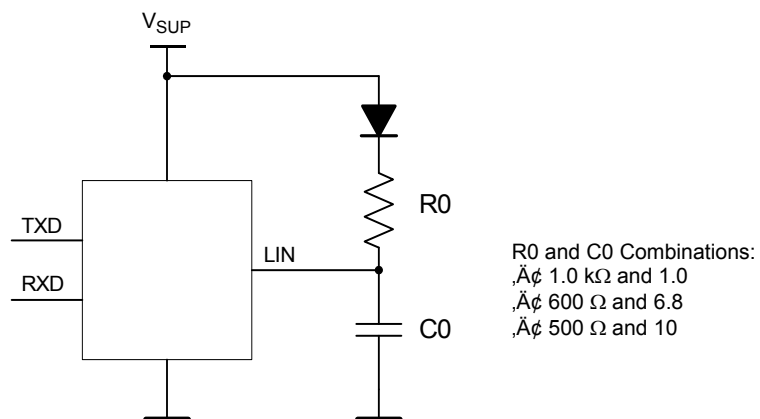 VSUP
TXD
RXD
LIN
R0
C0
R0 and C0 Combinations:
‚Ä¢ 1.0 kΩ and 1.0
‚Ä¢ 600 Ω and 6.8
‚Ä¢ 500 Ω and 10